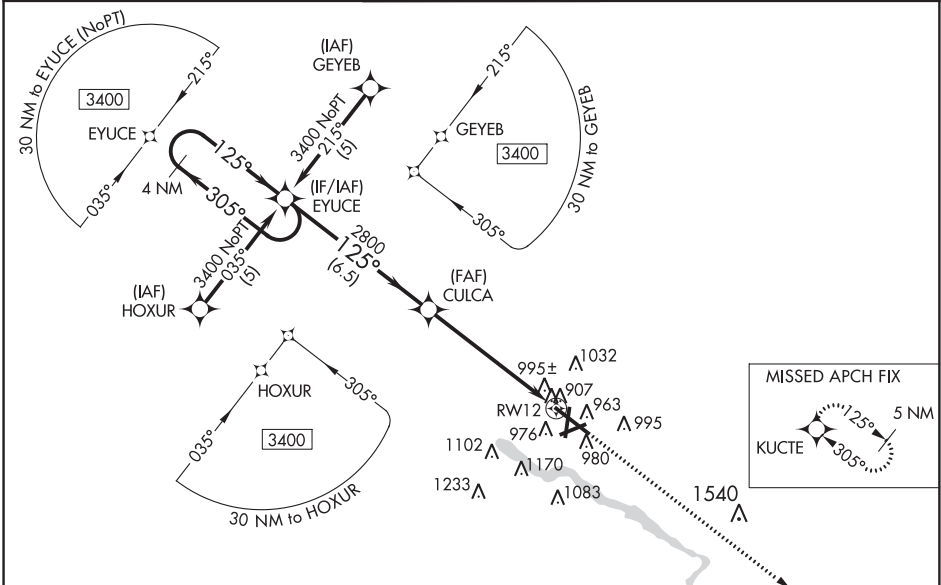 30 NM to EYUCE (NoPT)
215°
3400
EYUCE
035°
4 NM
125°
305°
(IAF)
GEYEB
3400 NoPT
215°
(5)
(IF/IAF)
EYUCE
3400 NoPT
035°
(5)
(IAF)
HOXUR
2800
125°
(6.5)
(FAF)
CULCA
215°
GEYEB
3400
305°
30 NM to GEYEB
HOXUR
305°
035°
3400
30 NM to HOXUR
1032
995±
907
RW12
963
995
976
980
1102
1170
1233
1083
1540
MISSED APCH FIX
125°
5 NM
KUCTE
305°